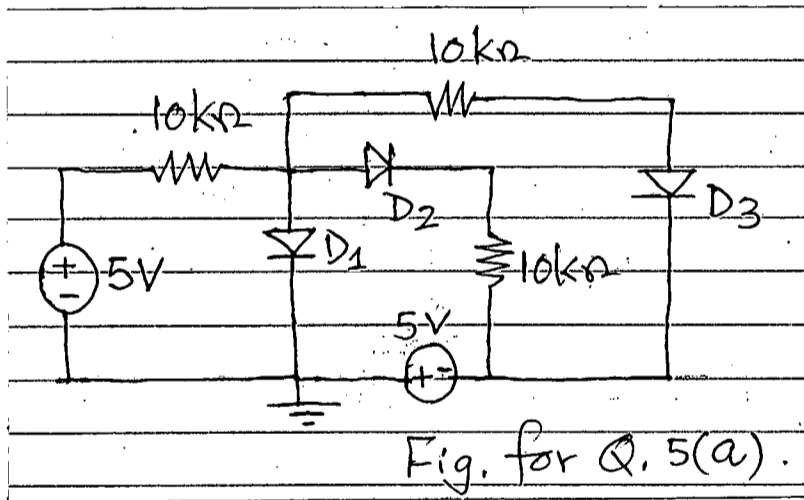 10kΩ
10kΩ
D2
D3
D1
+
-
5V
10kΩ
5V
+ -
Fig. for Q. 5(a).